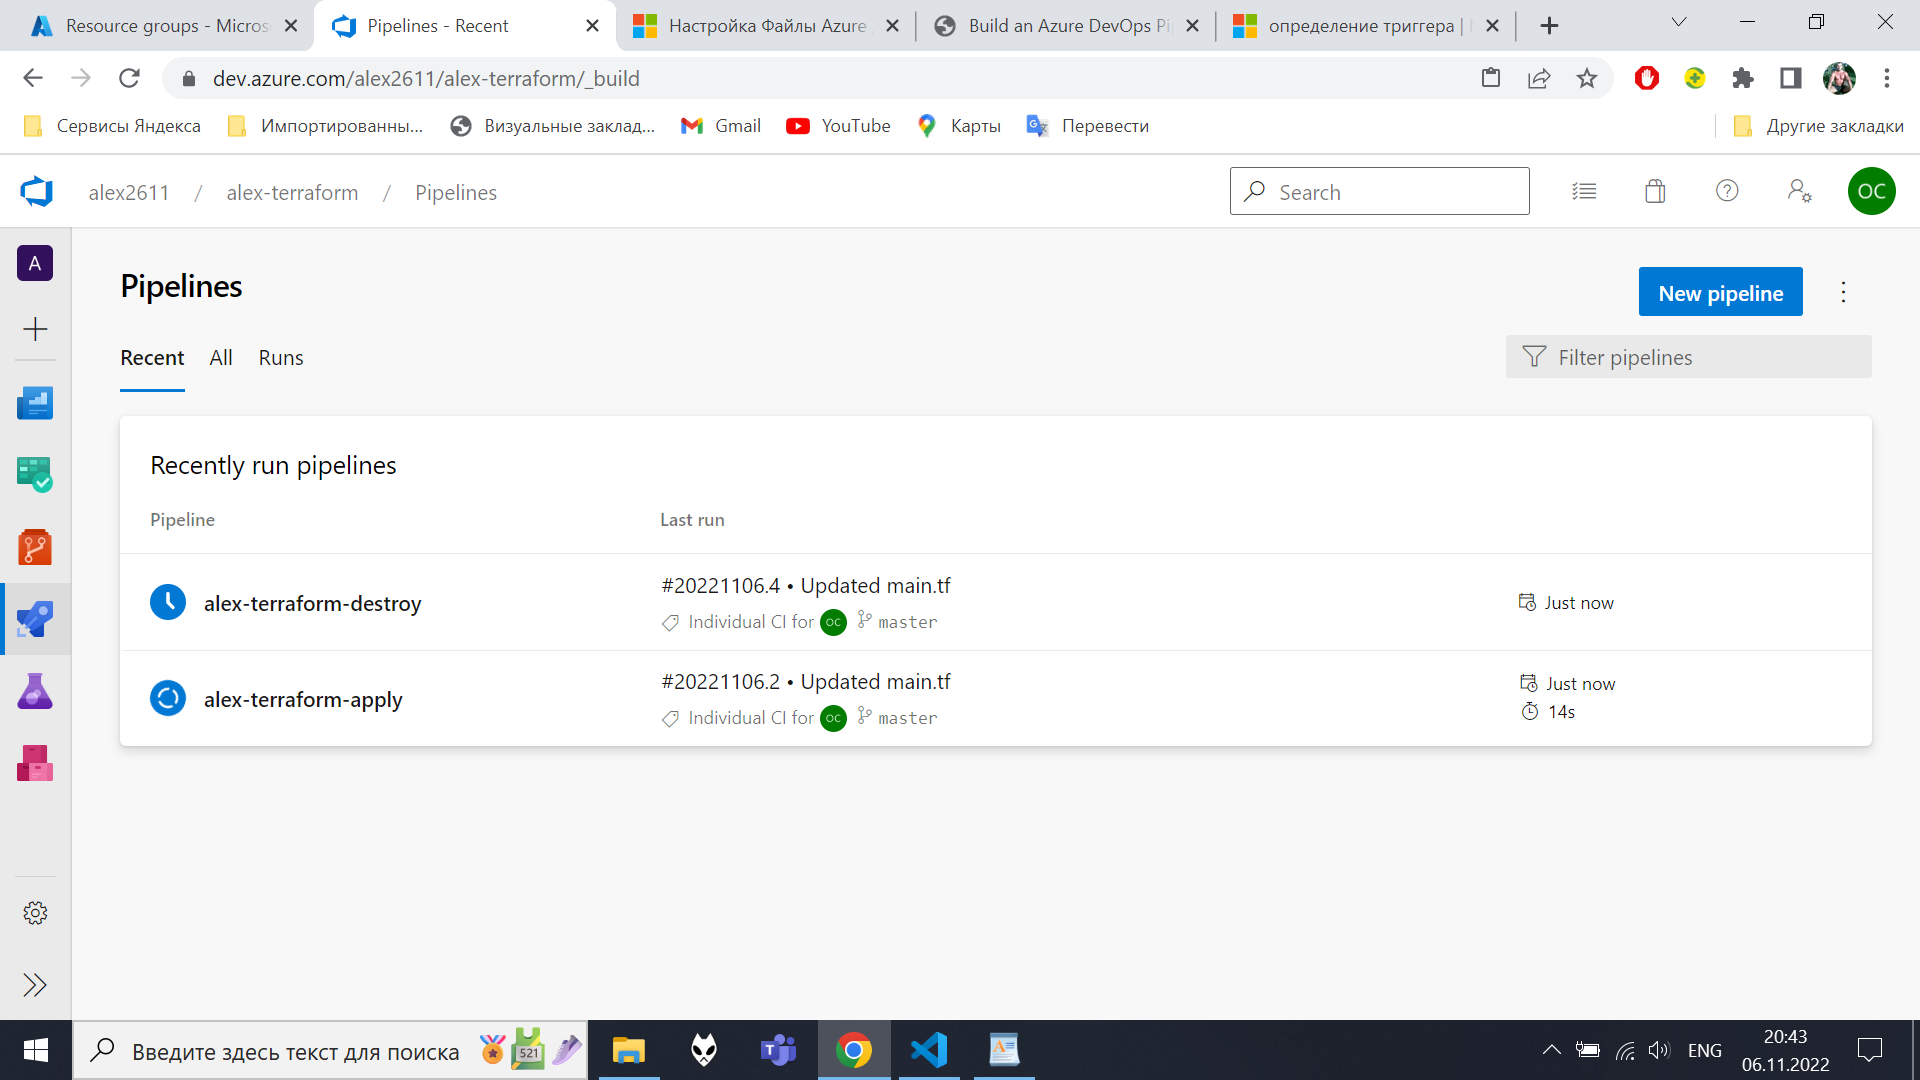 Resource groups - Micros
Pipelines - Recent
Настройка Файлы Azure
Build an Azure DevOps Pi
определение триггера |
dev.azure.com/alex2611/alex-terraform/_build
Сервисы Яндекса
Импортированны...
Визуальные заклад...
Gmail
YouTube
Карты
Перевести
Другие закладки
alex2611 / alex-terraform / Pipelines
Search
OC
A
Pipelines
New pipeline
Recent All Runs
Filter pipelines
Recently run pipelines
Pipeline Last run
alex-terraform-destroy
#20221106.4 • Updated main.tf
Individual CI for OC master
Just now
alex-terraform-apply
#20221106.2 • Updated main.tf
Individual CI for OC master
Just now
14s
Введите здесь текст для поиска
521
ENG
20:43
06.11.2022